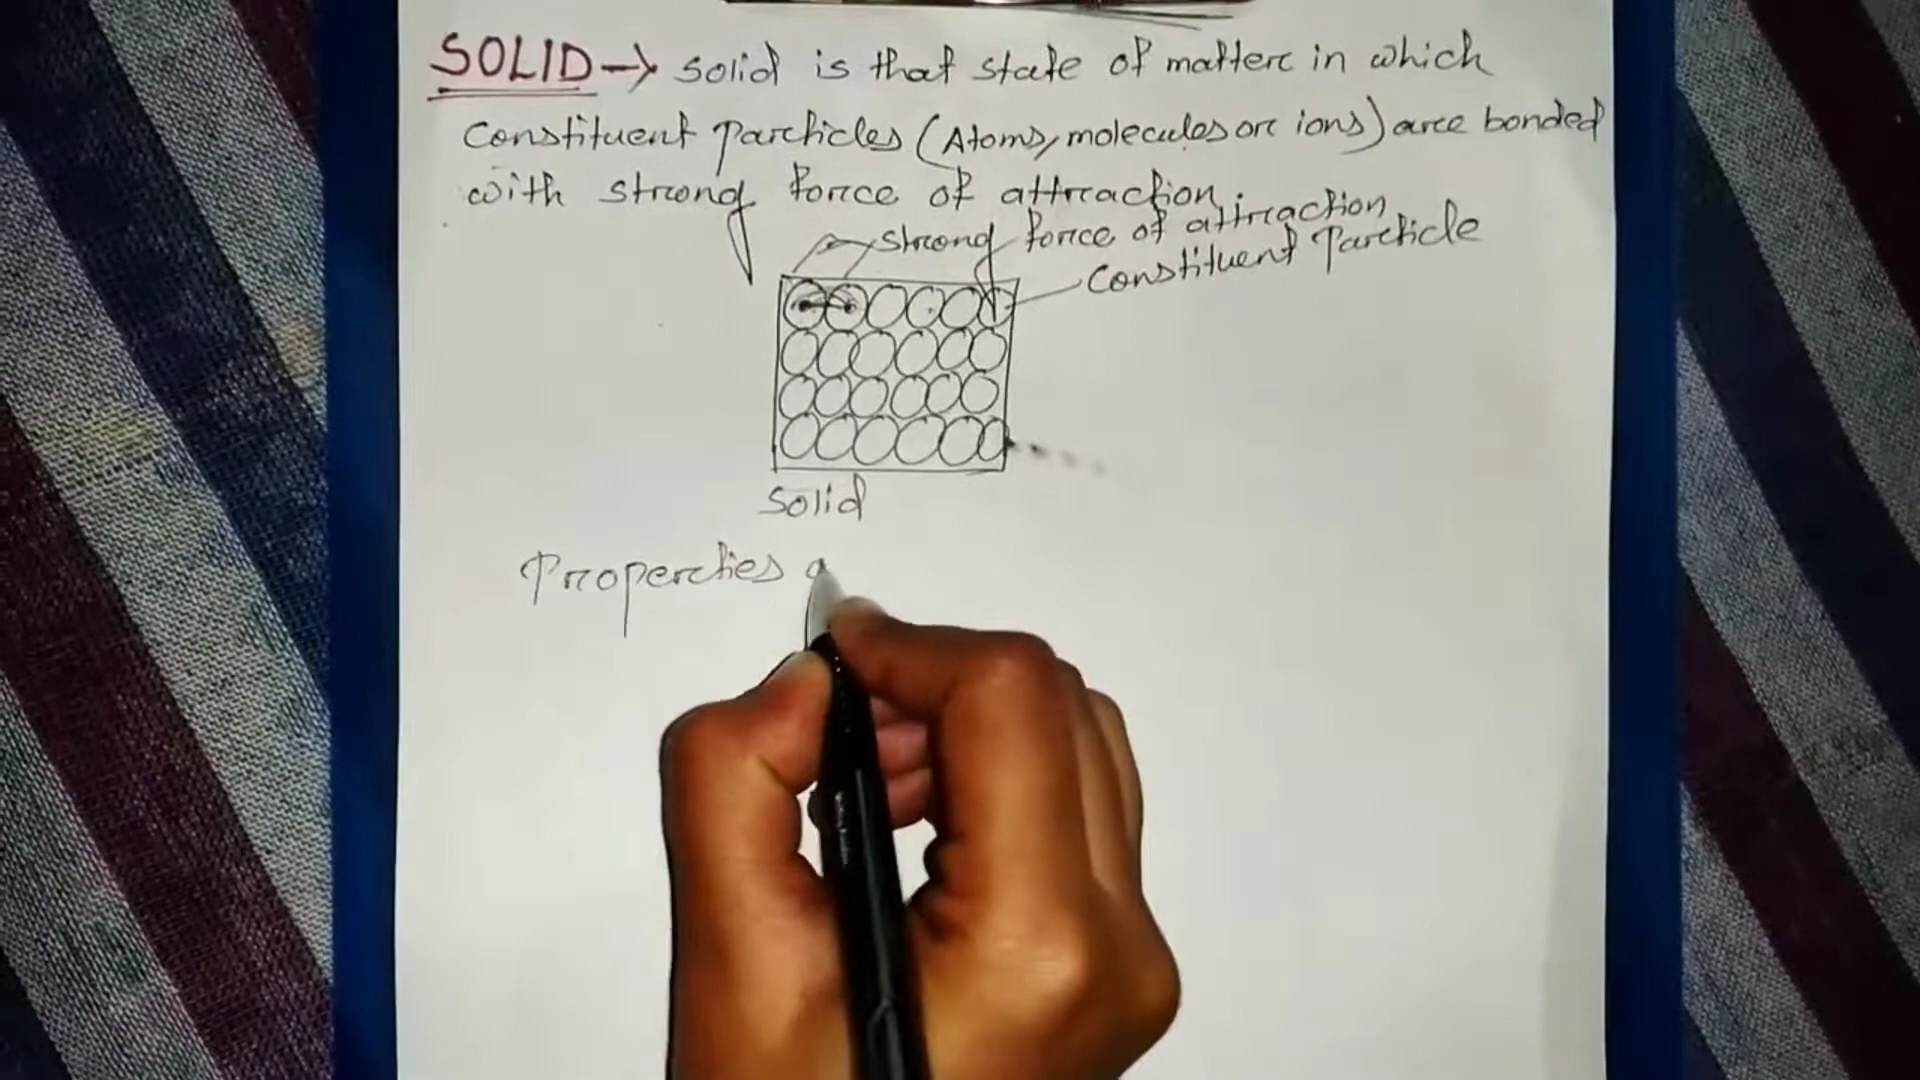 SOLID → Solid is that state of matter in which
Constituent Particles (Atoms, molecules or ions) are bonded
with strong force of attraction.
Strong force of attraction
Constituent Particle
Solid
Properties o